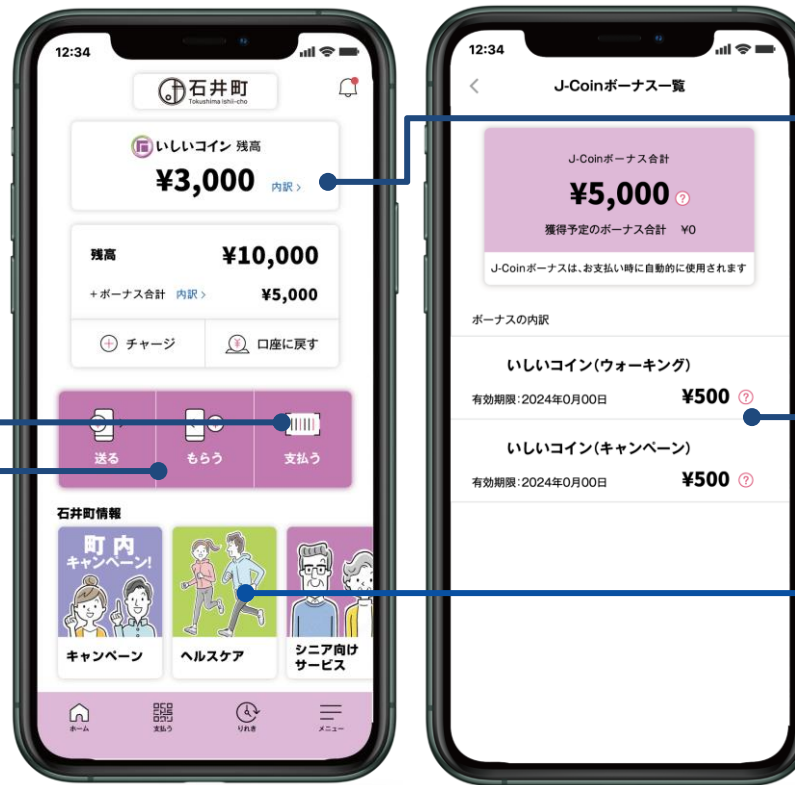 12:34
石井町
Tokushima ishii-cho
いしいコイン 残高
¥3,000 内訳 >
残高 ¥10,000
+ボーナス合計 内訳 > ¥5,000
チャージ 口座に戻す
送る もらう 支払う
石井町情報
町内
キャンペーン!
キャンペーン
ヘルスケア
シニア向け
サービス
ホーム 支払う りれき メニュー
12:34
J-Coinボーナス一覧
J-Coinボーナス合計
¥5,000 ?
獲得予定のボーナス合計 ¥0
J-Coinボーナスは、お支払い時に自動的に使用されます
ボーナスの内訳
いしいコイン(ウォーキング)
有効期限:2024年0月00日 ¥500 ?
いしいコイン(キャンペーン)
有効期限:2024年0月00日 ¥500 ?